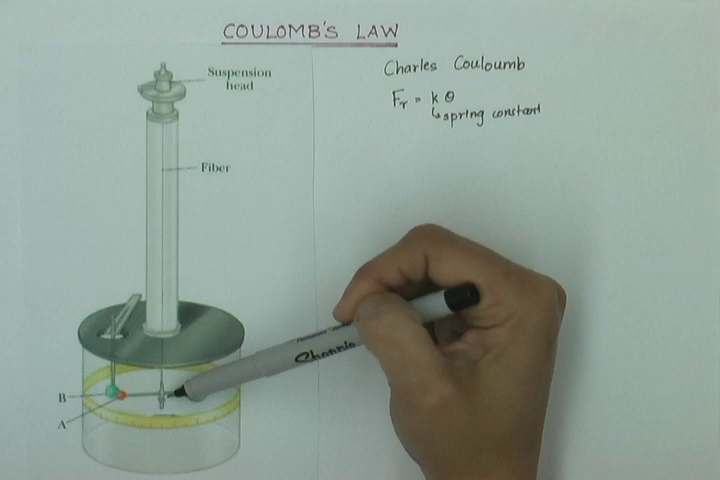 COULOMB'S LAW
Suspension
head
Charles Couloumb
Fr = k θ
↳ spring constant
Fiber
B
A